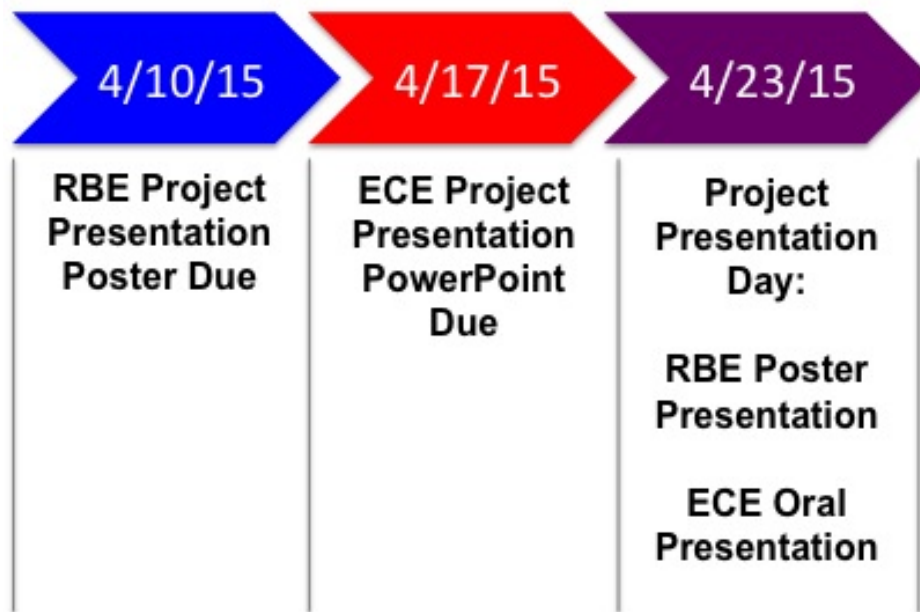 4/10/15
4/17/15
4/23/15
RBE Project
Presentation
Poster Due
ECE Project
Presentation
PowerPoint
Due
Project
Presentation
Day:
RBE Poster
Presentation
ECE Oral
Presentation